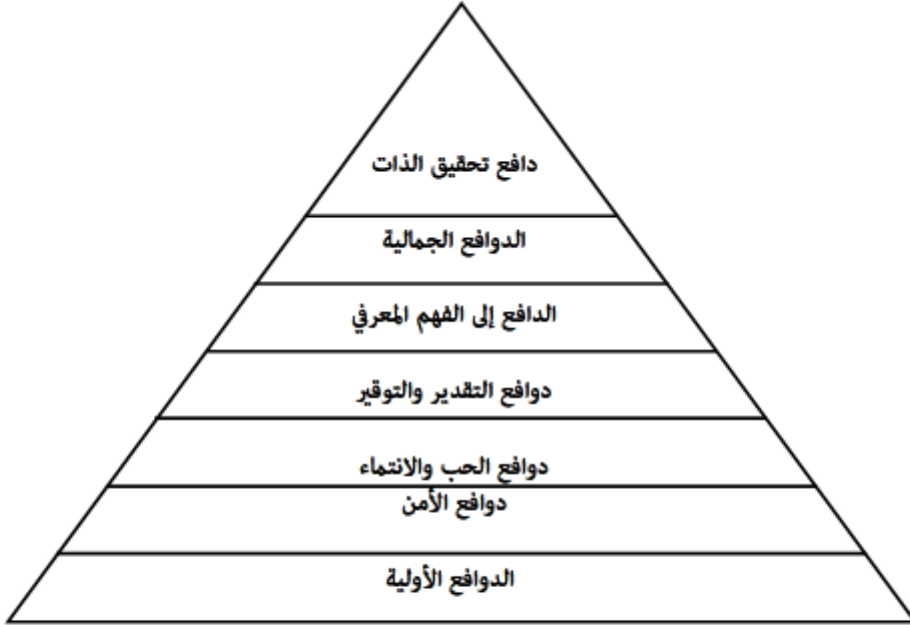 دافع تحقيق الذات
الدوافع الجمالية
الدافع إلى الفهم المعرفي
دوافع التقدير والتوقير
دوافع الحب والانتماء
دوافع الأمن
الدوافع الأولية